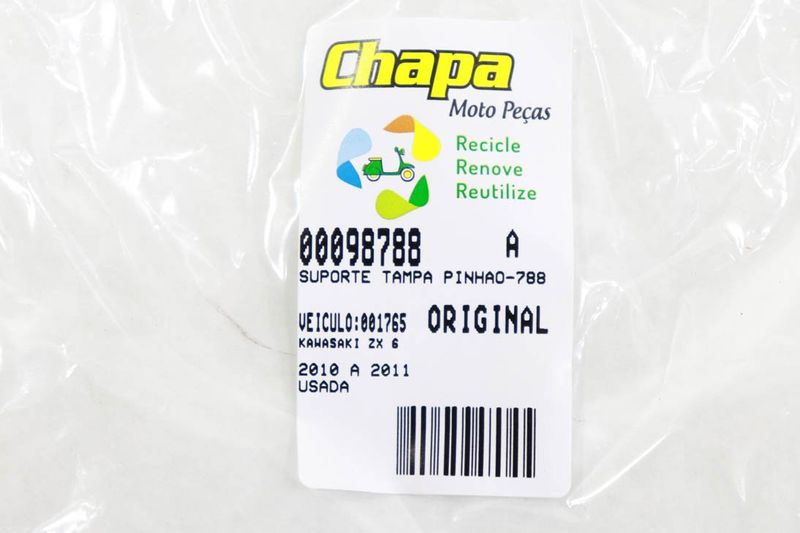 Chapa
Moto Peças
Recicle
Renove
Reutilize
00098788 A
SUPORTE TAMPA PINHAO-788
VEICULO:001765 ORIGINAL
KAWASAKI ZX 6
2010 A 2011
USADA